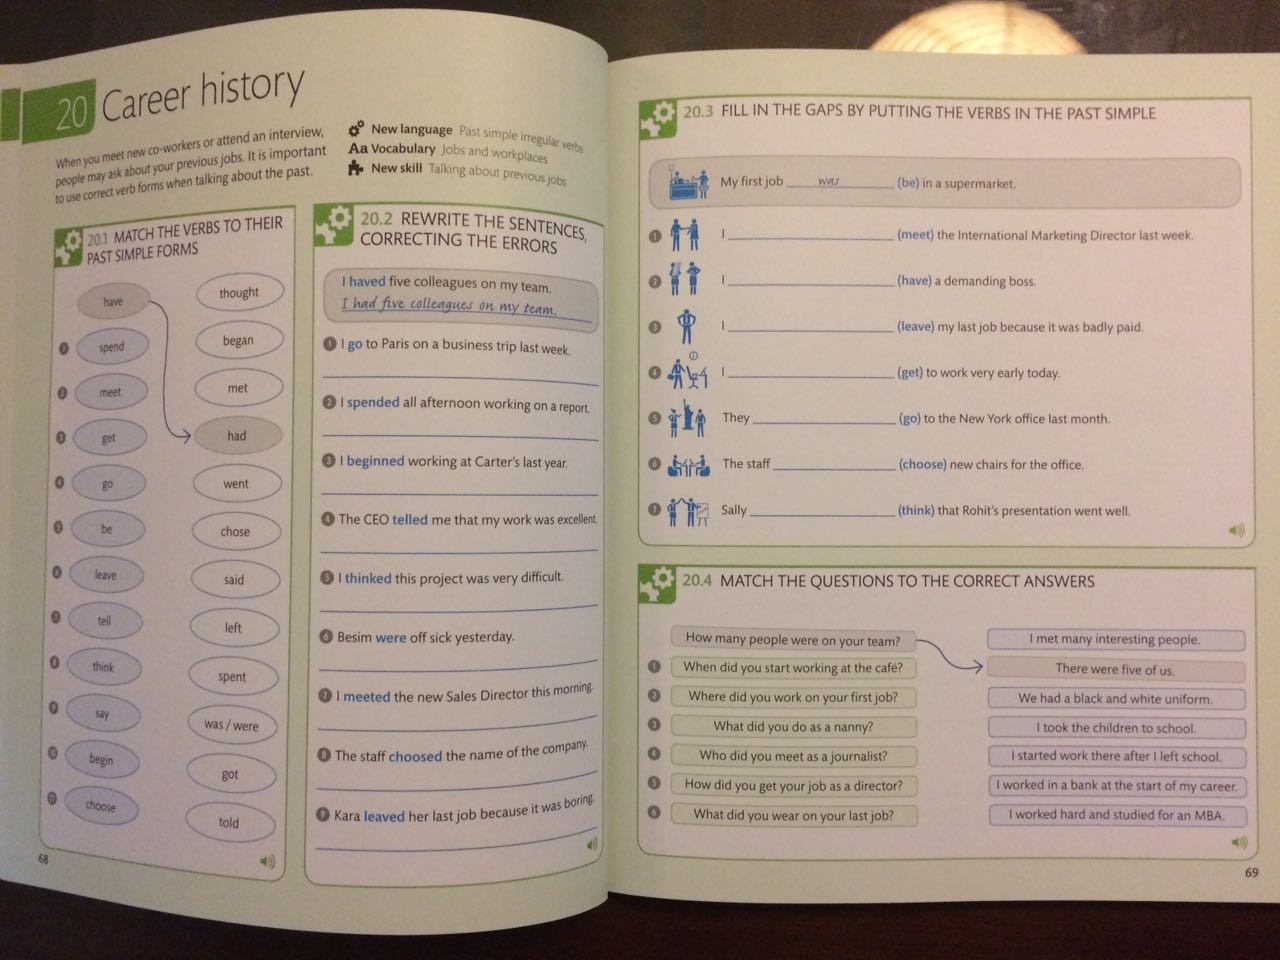 20 Career history
When you meet new co-workers or attend an interview,
people may ask about your previous jobs. It is important
to use correct verb forms when talking about the past.
New language Past simple irregular verbs
Aa Vocabulary Jobs and workplaces
New skill Talking about previous jobs
20.1 MATCH THE VERBS TO THEIR
PAST SIMPLE FORMS
have
1 spend
2 meet
3 get
4 go
5 be
6 leave
7 tell
8 think
9 say
10 begin
11 choose
thought
began
met
had
went
chose
said
left
spent
was / were
got
told
68
20.2 REWRITE THE SENTENCES,
CORRECTING THE ERRORS
I haved five colleagues on my team.
I had five colleagues on my team.
1 I go to Paris on a business trip last week.
2 I spended all afternoon working on a report.
3 I beginned working at Carter's last year.
4 The CEO telled me that my work was excellent.
5 I thinked this project was very difficult.
6 Besim were off sick yesterday.
7 I meeted the new Sales Director this morning.
8 The staff choosed the name of the company.
9 Kara leaved her last job because it was boring.
20.3 FILL IN THE GAPS BY PUTTING THE VERBS IN THE PAST SIMPLE
My first job was (be) in a supermarket.
1 I (meet) the International Marketing Director last week.
2 I (have) a demanding boss.
3 I (leave) my last job because it was badly paid.
4 I (get) to work very early today.
5 They (go) to the New York office last month.
6 The staff (choose) new chairs for the office.
7 Sally (think) that Rohit's presentation went well.
20.4 MATCH THE QUESTIONS TO THE CORRECT ANSWERS
How many people were on your team?
1 When did you start working at the café?
2 Where did you work on your first job?
3 What did you do as a nanny?
4 Who did you meet as a journalist?
5 How did you get your job as a director?
6 What did you wear on your last job?
I met many interesting people.
There were five of us.
We had a black and white uniform.
I took the children to school.
I started work there after I left school.
I worked in a bank at the start of my career.
I worked hard and studied for an MBA.
69